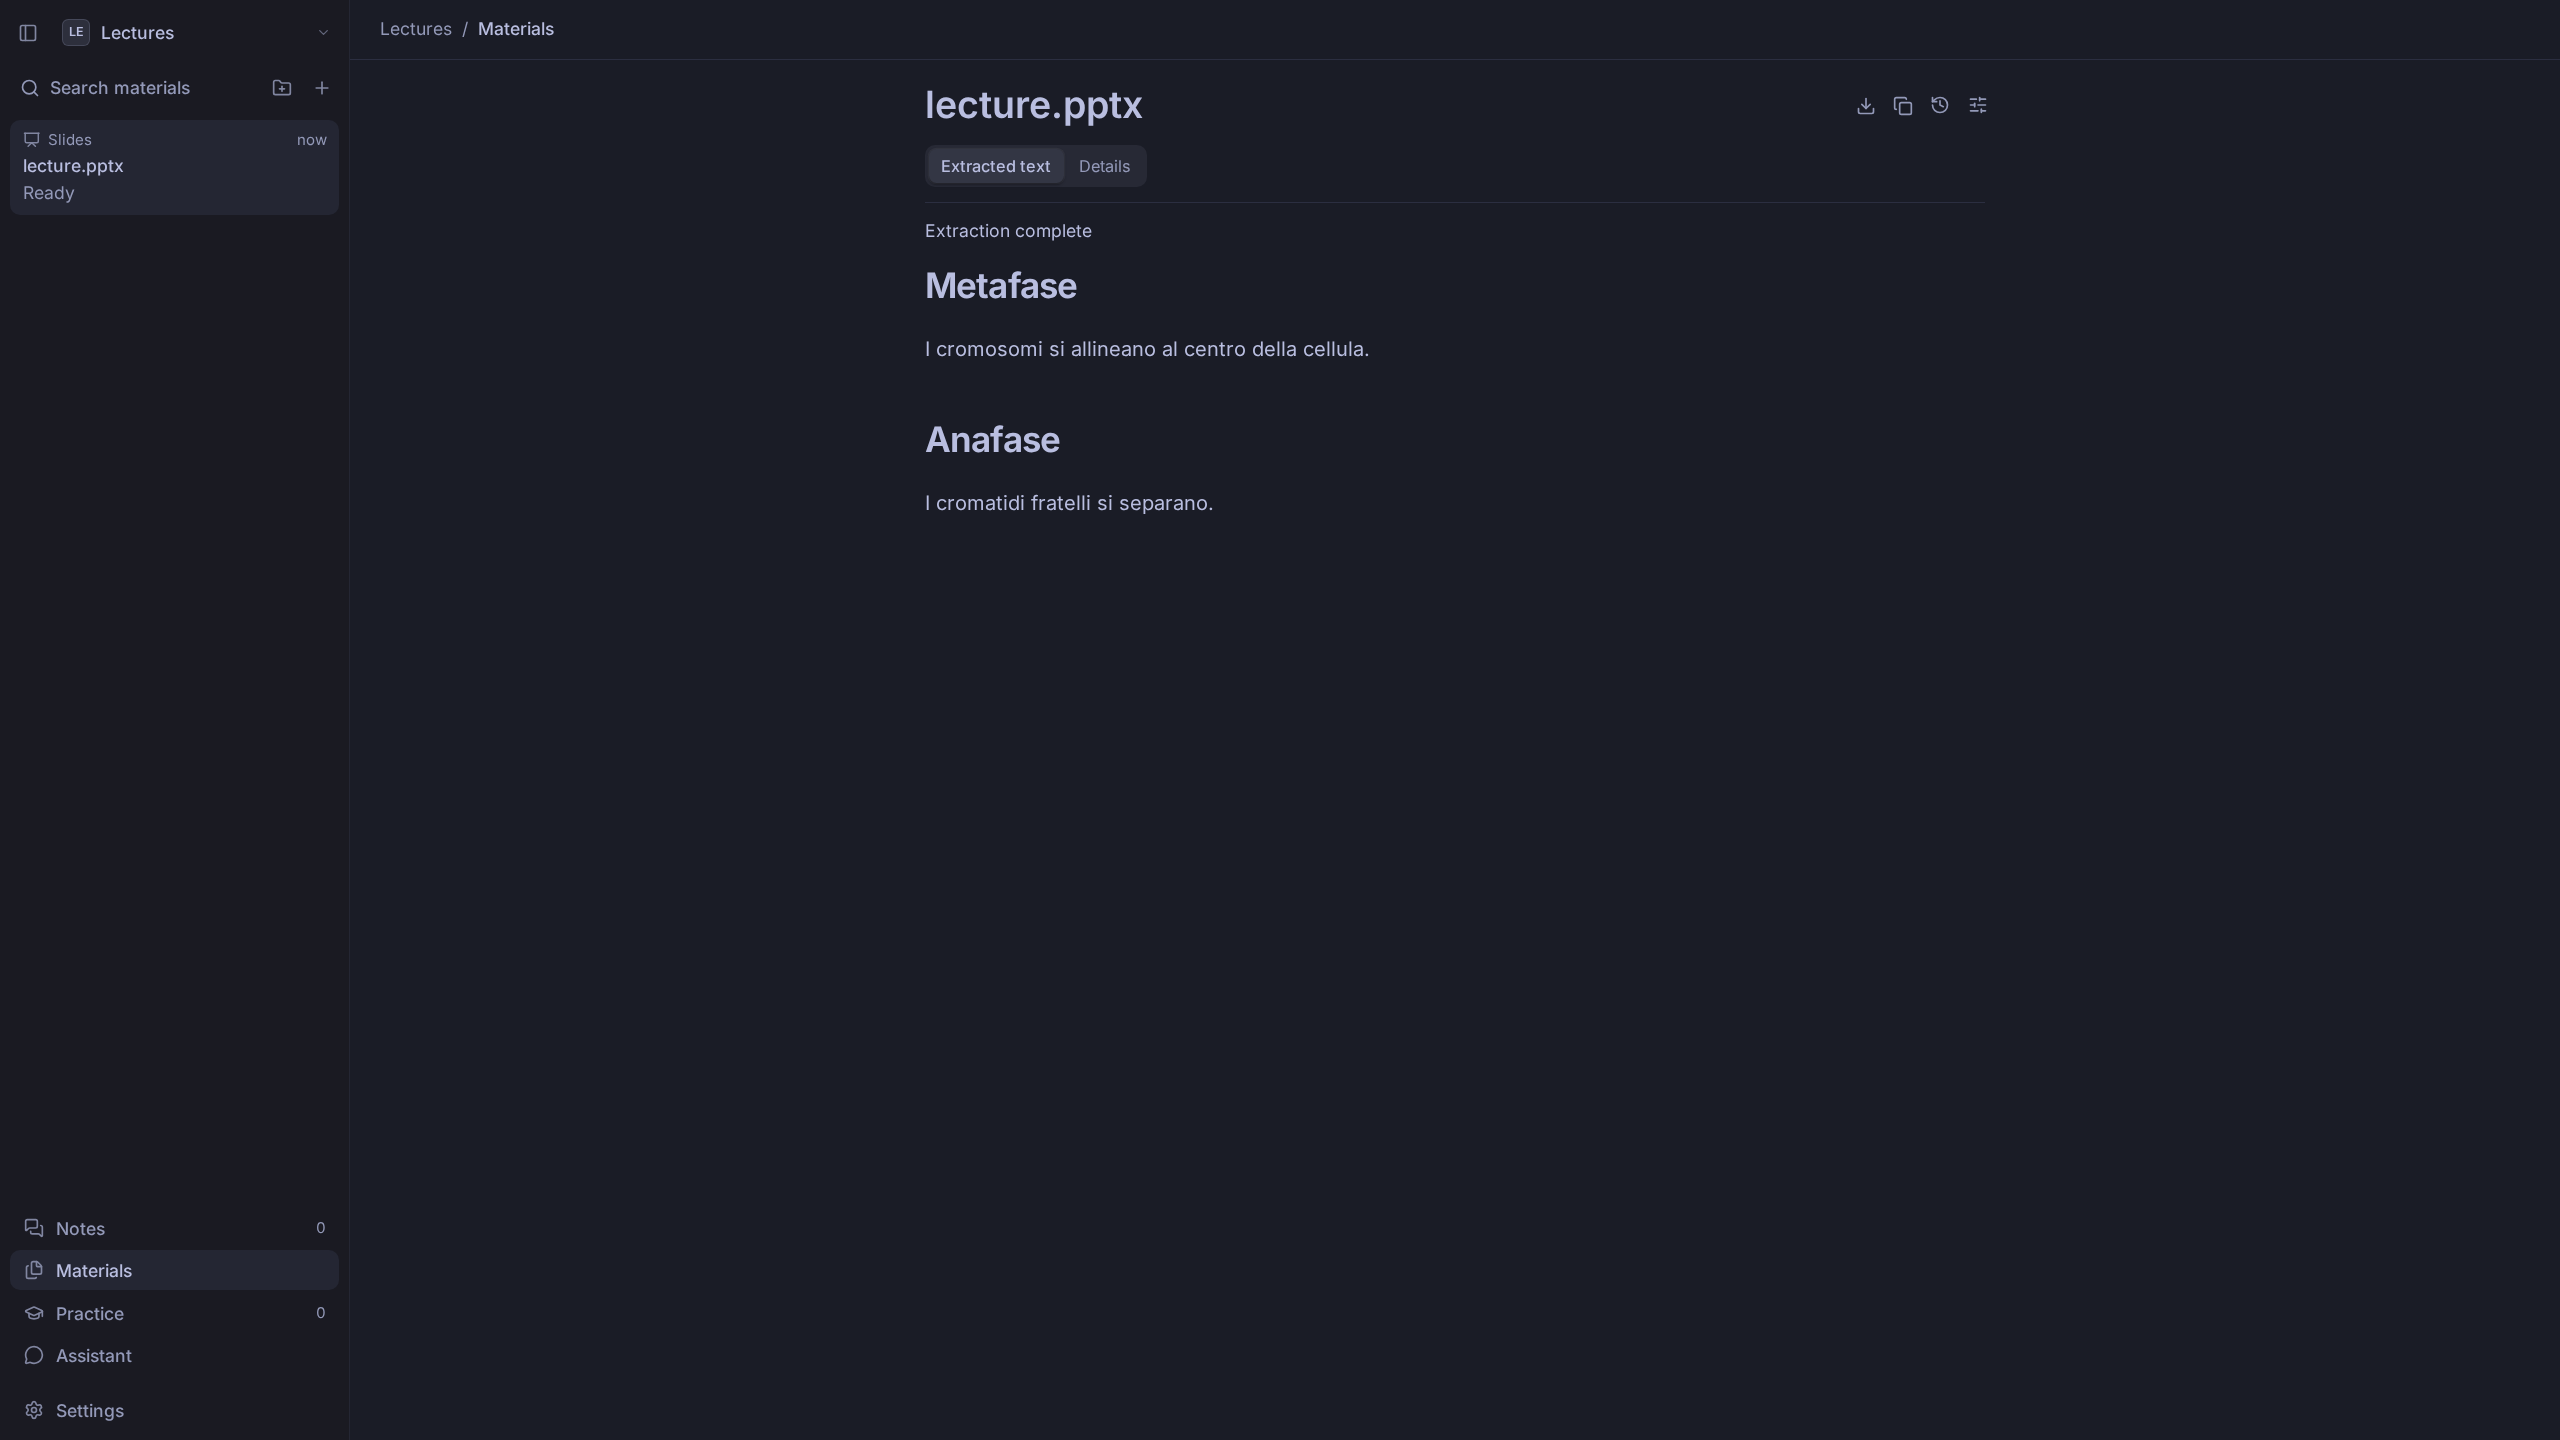 LE Lectures
Search materials
Slides now
lecture.pptx
Ready
Notes 0
Materials
Practice 0
Assistant
Settings
Lectures / Materials
lecture.pptx
Extracted text Details
Extraction complete
Metafase
I cromosomi si allineano al centro della cellula.
Anafase
I cromatidi fratelli si separano.